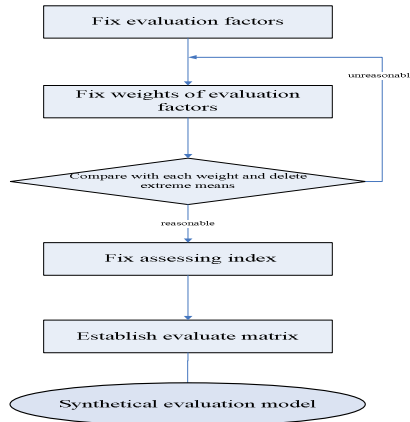 Fix evaluation factors
unreasonabl
Fix weights of evaluation
factors
Compare with each weight and delete
extreme means
reasonable
Fix assessing index
Establish evaluate matrix
Synthetical evaluation model